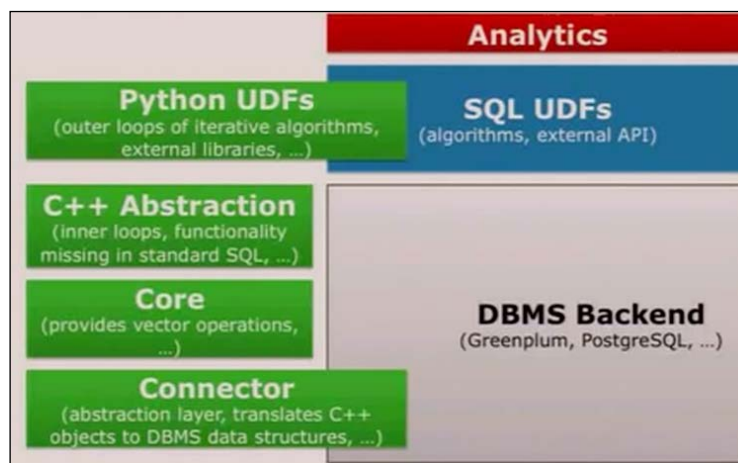 Analytics
Python UDFs
(outer loops of iterative algorithms,
external libraries, ...)
SQL UDFs
(algorithms, external API)
C++ Abstraction
(inner loops, functionality
missing in standard SQL, ...)
Core
(provides vector operations,
...)
DBMS Backend
(Greenplum, PostgreSQL, ...)
Connector
(abstraction layer, translates C++
objects to DBMS data structures, ...)